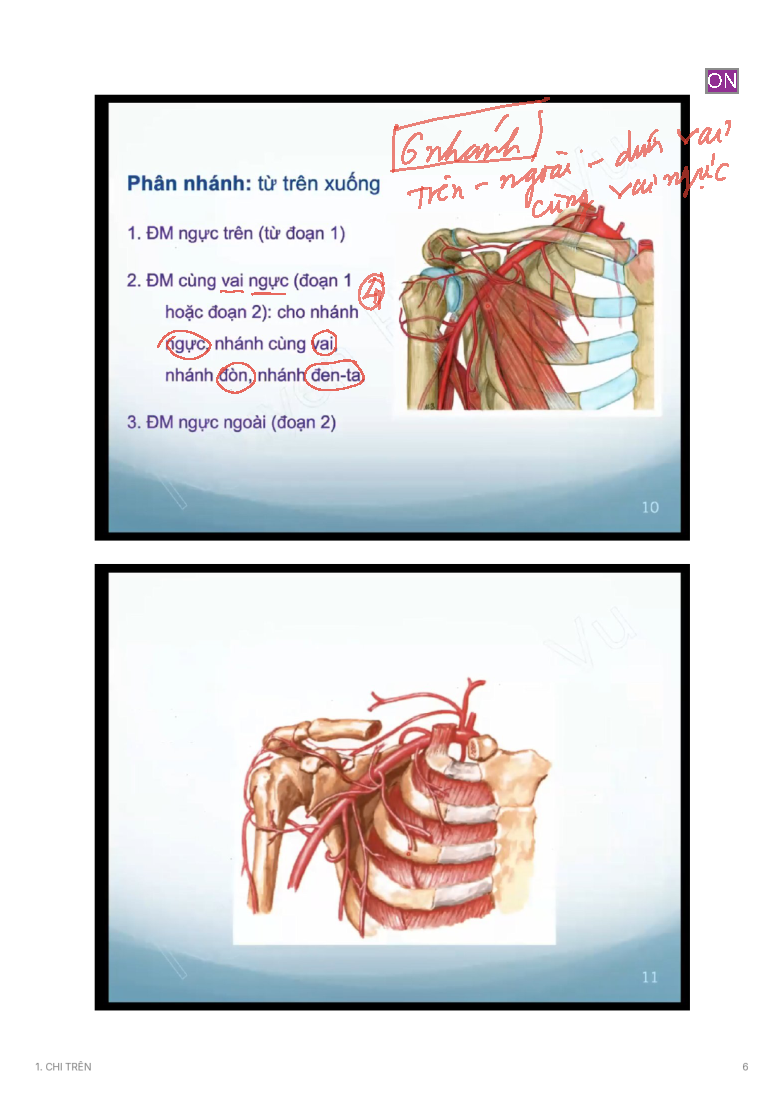 ON
6 nhánh
Trên - ngoài - dưới vai
cùng vai ngực
Phân nhánh: từ trên xuống
1. ĐM ngực trên (từ đoạn 1)
2. ĐM cùng vai ngực (đoạn 1
4
hoặc đoạn 2): cho nhánh
ngực, nhánh cùng vai,
nhánh đòn, nhánh đen-ta
3. ĐM ngực ngoài (đoạn 2)
10
Vu
11
1. CHI TRÊN
6